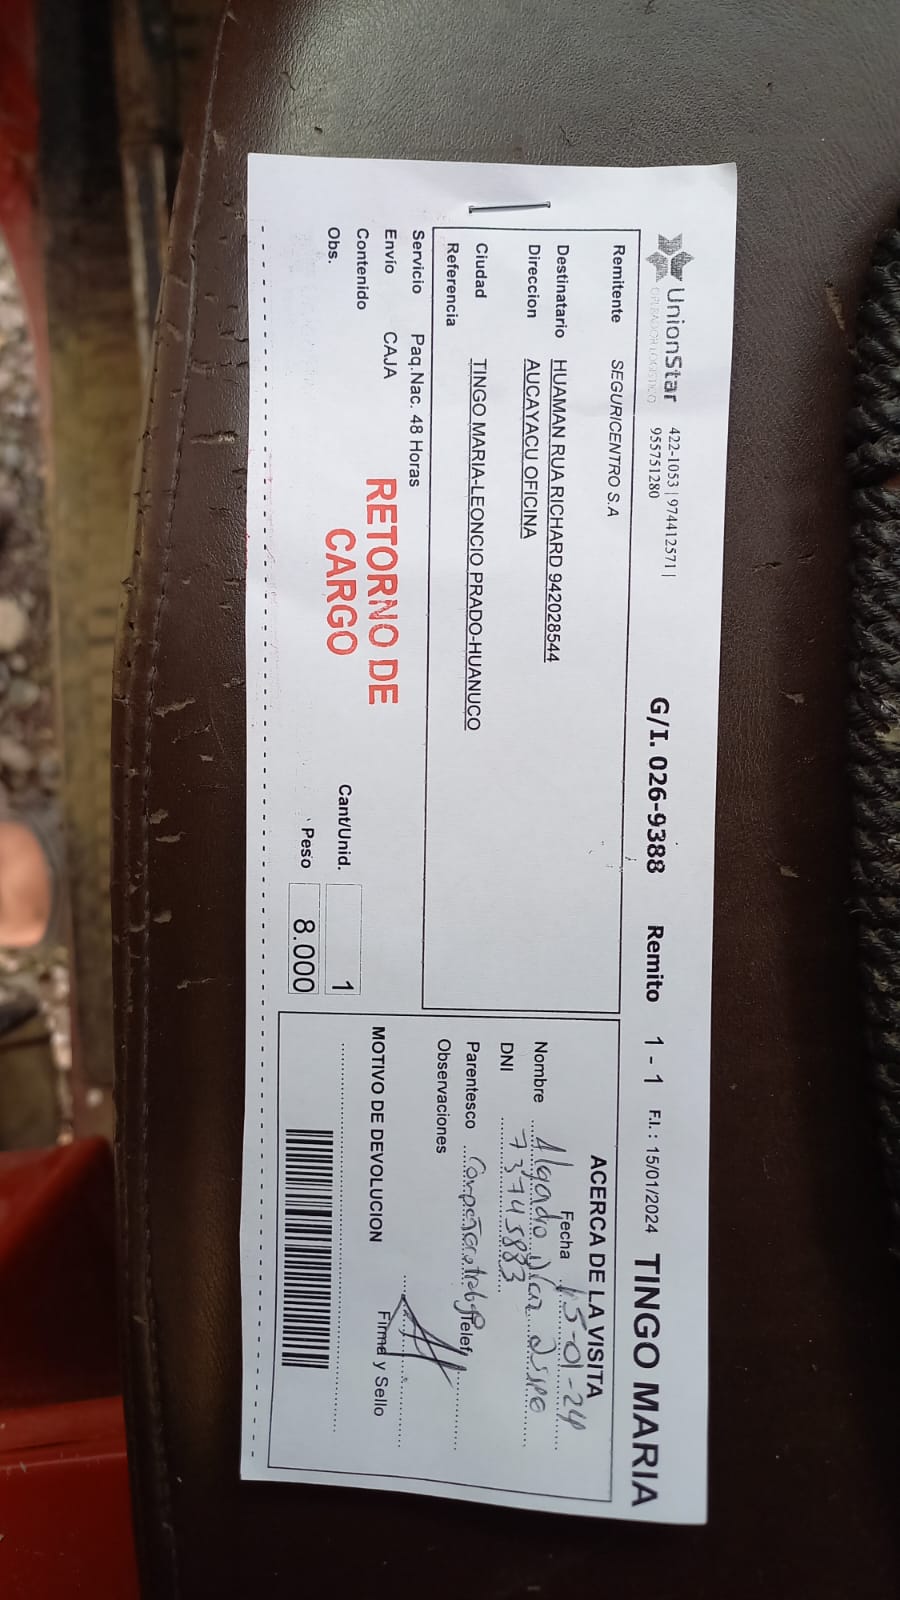 UnionStar
OPERADOR LOGISTICO
422-1053 | 974412571 |
955751280
G/I. 026-9388 Remito 1 - 1 F.I.: 15/01/2024 TINGO MARIA
Remitente SEGURICENTRO S.A
Destinatario HUAMAN RUA RICHARD 942028544
Direccion AUCAYACU OFICINA
Ciudad TINGO MARIA-LEONCIO PRADO-HUANUCO
Referencia
Servicio Paq.Nac. 48 Horas
Envío CAJA
Contenido
Obs.
RETORNO DE
CARGO
Cant/Unid. 1
Peso 8.000
ACERCA DE LA VISITA
Fecha 15-01-24
Nombre
DNI 73745883
Parentesco Telef.
Observaciones
Firma y Sello
MOTIVO DE DEVOLUCION